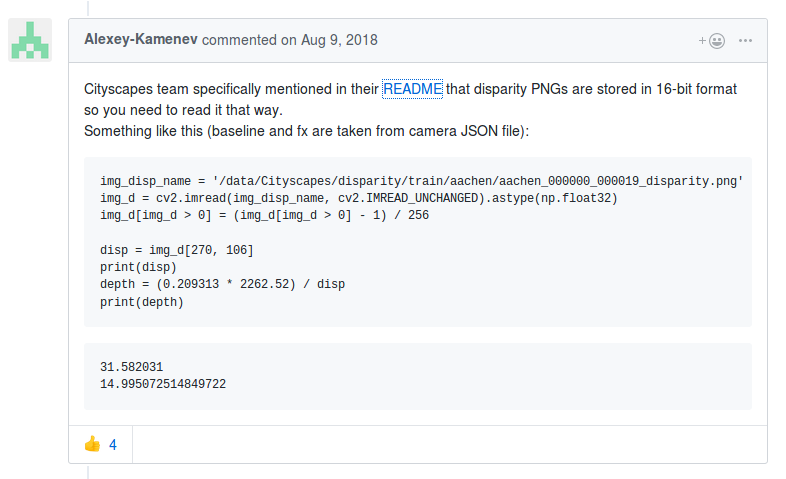 Alexey-Kamenev commented on Aug 9, 2018
Cityscapes team specifically mentioned in their README that disparity PNGs are stored in 16-bit format
so you need to read it that way.
Something like this (baseline and fx are taken from camera JSON file):
img_disp_name = '/data/Cityscapes/disparity/train/aachen/aachen_000000_000019_disparity.png'
img_d = cv2.imread(img_disp_name, cv2.IMREAD_UNCHANGED).astype(np.float32)
img_d[img_d > 0] = (img_d[img_d > 0] - 1) / 256
disp = img_d[270, 106]
print(disp)
depth = (0.209313 * 2262.52) / disp
print(depth)
31.582031
14.995072514849722
4